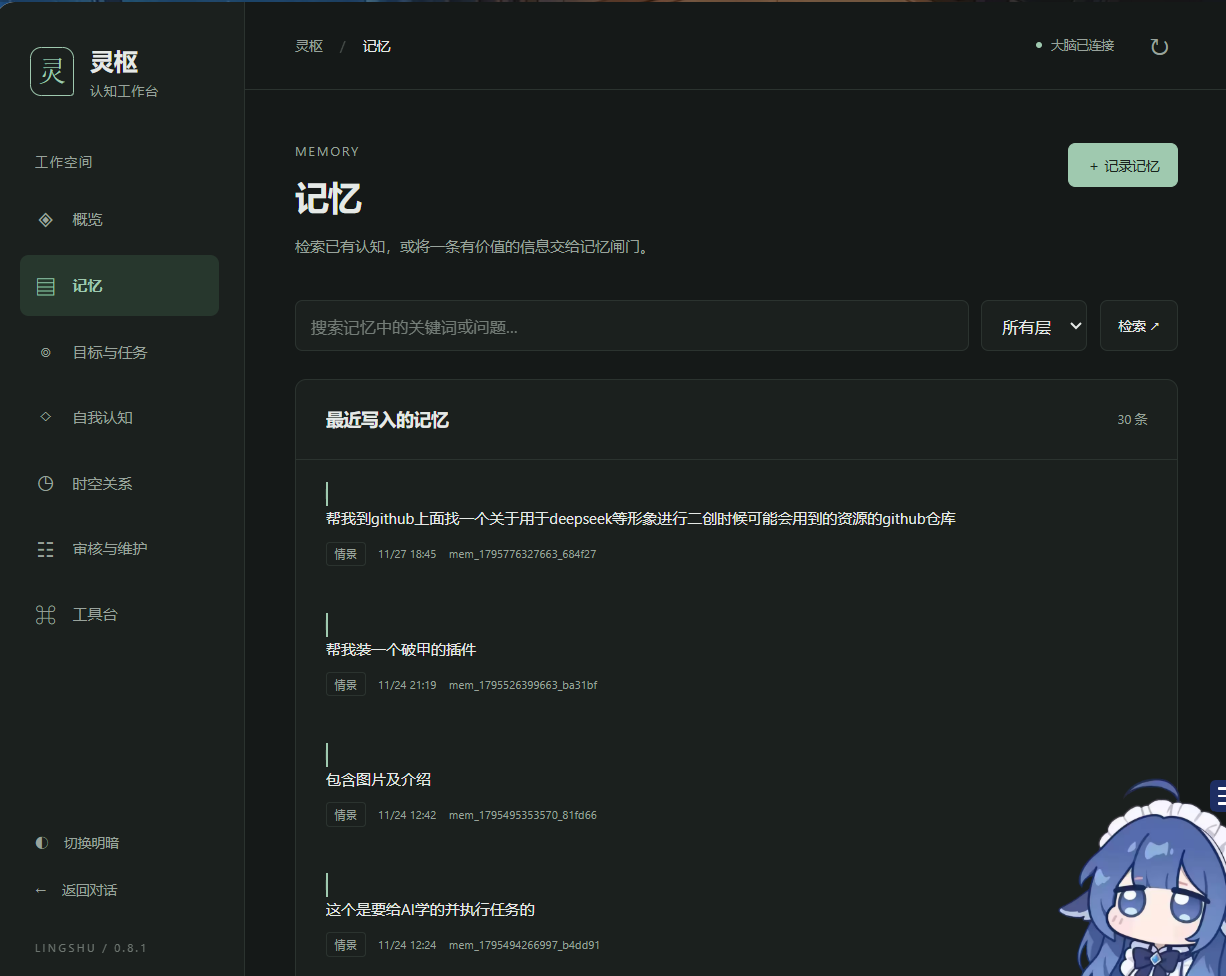 灵
灵枢
认知工作台
工作空间
概览
记忆
目标与任务
自我认知
时空关系
审核与维护
工具台
切换明暗
← 返回对话
LINGSHU / 0.8.1
灵枢 / 记忆
大脑已连接
MEMORY
记忆
检索已有认知，或将一条有价值的信息交给记忆闸门。
+ 记录记忆
搜索记忆中的关键词或问题...
所有层
检索 ↗
最近写入的记忆
30 条
帮我到github上面找一个关于用于deepseek等形象进行二创时候可能会用到的资源的github仓库
情景 11/27 18:45 mem_1795776327663_684f27
帮我装一个破甲的插件
情景 11/24 21:19 mem_1795526399663_ba31bf
包含图片及介绍
情景 11/24 12:42 mem_1795495353570_81fd66
这个是要给AI学的并执行任务的
情景 11/24 12:24 mem_1795494266997_b4dd91